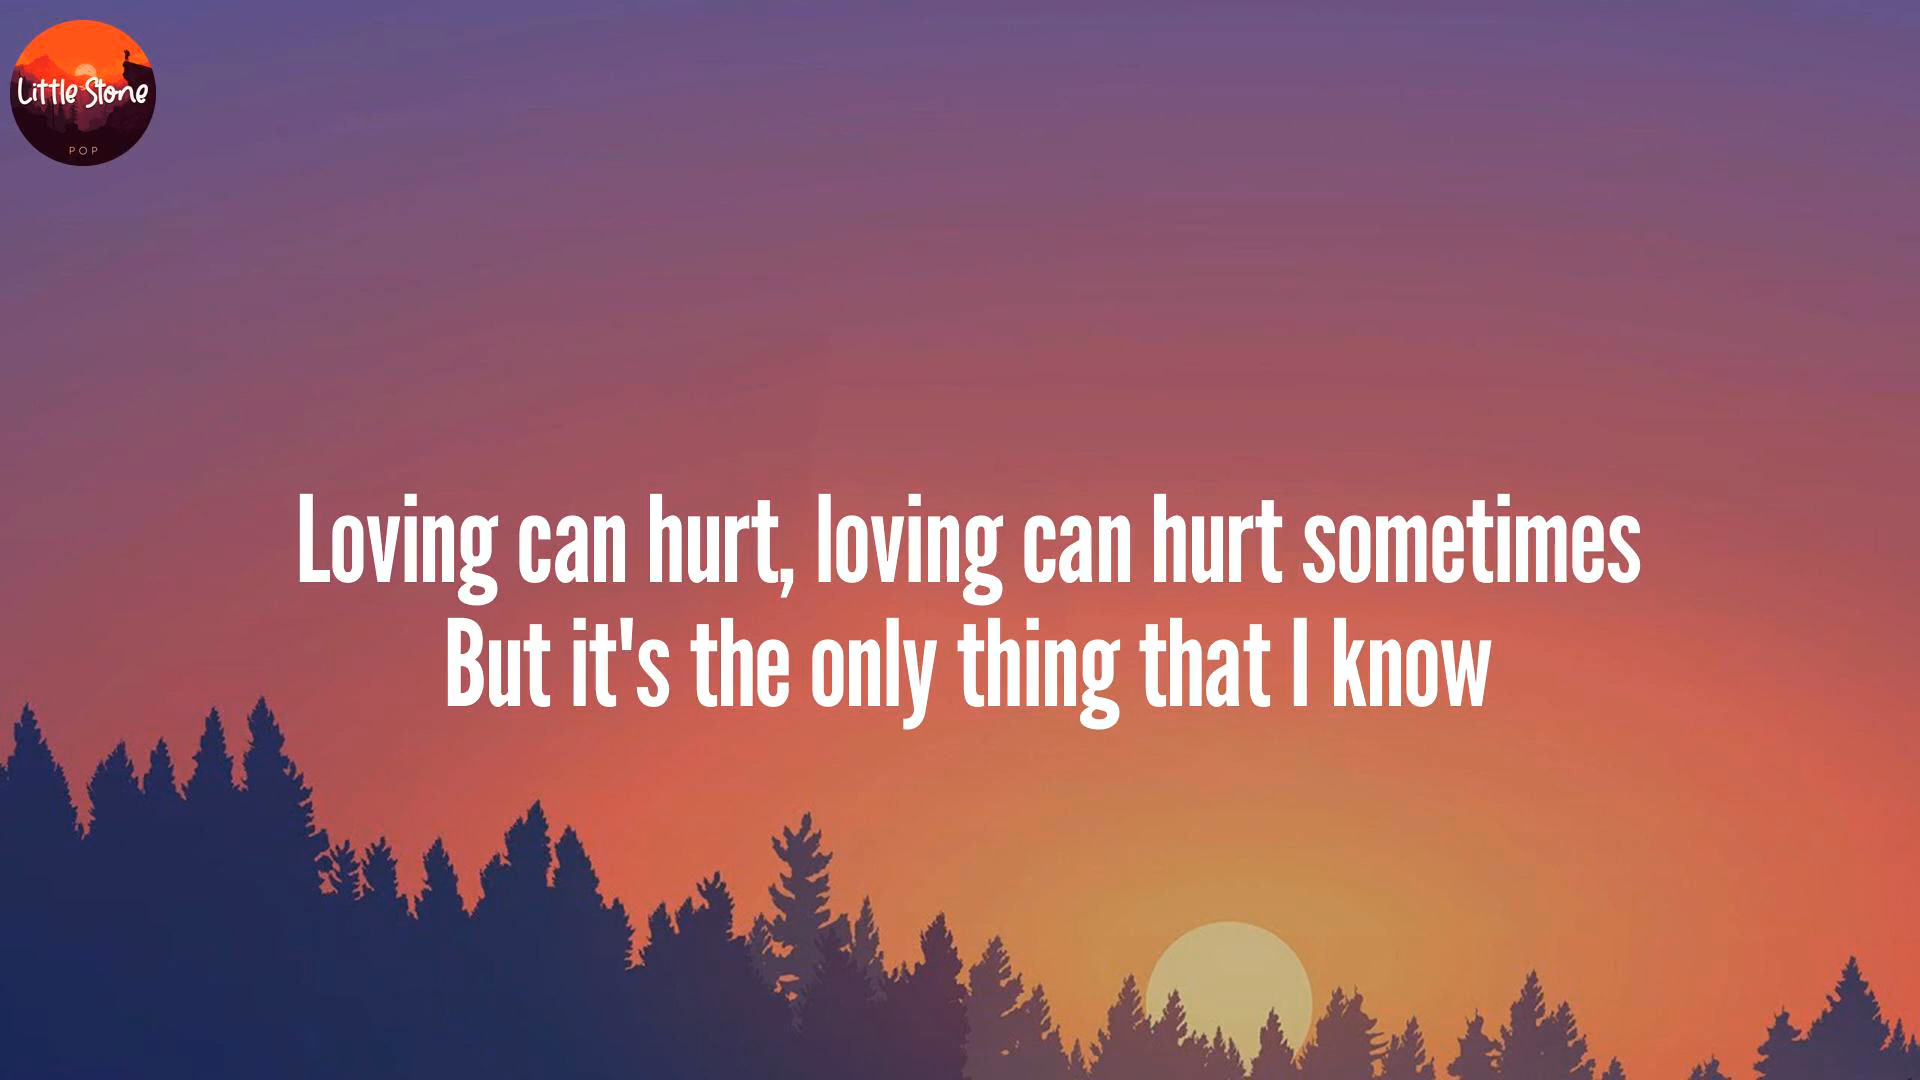 Little Stone
POP
Loving can hurt, loving can hurt sometimes
But it's the only thing that I know